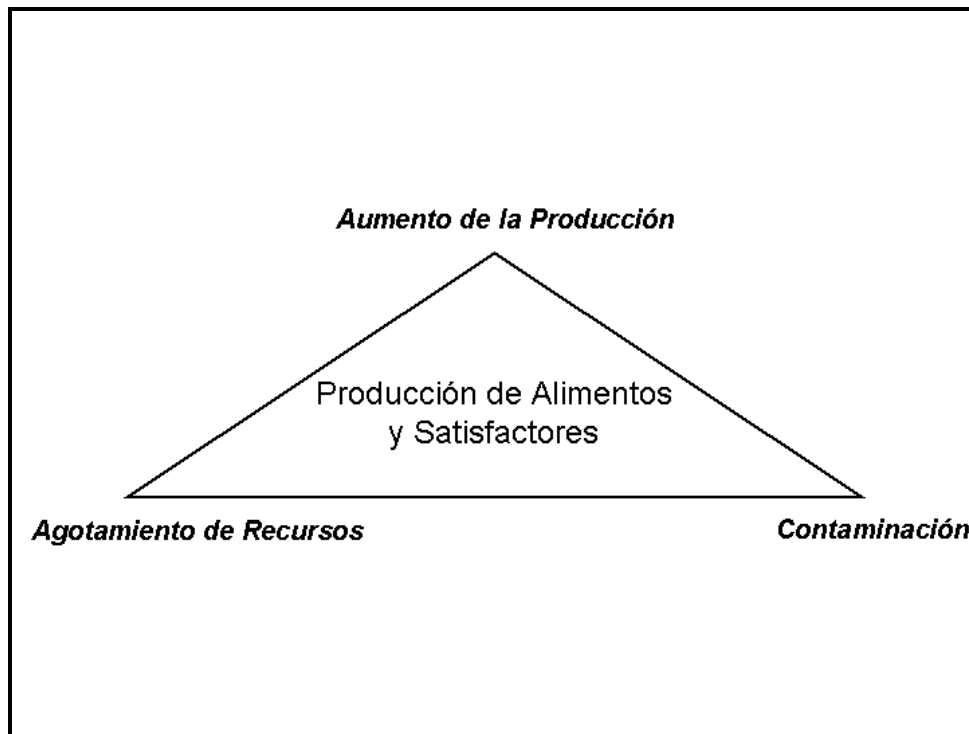 Aumento de la Producción
Producción de Alimentos
y Satisfactores
Agotamiento de Recursos
Contaminación